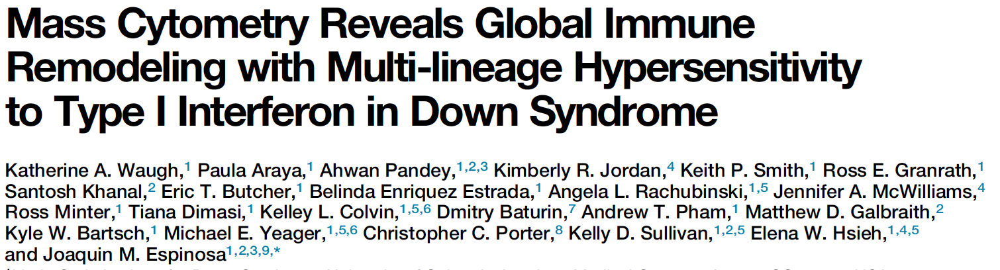 Mass Cytometry Reveals Global Immune
Remodeling with Multi-lineage Hypersensitivity
to Type I Interferon in Down Syndrome
Katherine A. Waugh,1 Paula Araya,1 Ahwan Pandey,1,2,3 Kimberly R. Jordan,4 Keith P. Smith,1 Ross E. Granrath,1
Santosh Khanal,2 Eric T. Butcher,1 Belinda Enriquez Estrada,1 Angela L. Rachubinski,1,5 Jennifer A. McWilliams,4
Ross Minter,1 Tiana Dimasi,1 Kelley L. Colvin,1,5,6 Dmitry Baturin,7 Andrew T. Pham,1 Matthew D. Galbraith,2
Kyle W. Bartsch,1 Michael E. Yeager,1,5,6 Christopher C. Porter,8 Kelly D. Sullivan,1,2,5 Elena W. Hsieh,1,4,5
and Joaquin M. Espinosa1,2,3,9,*